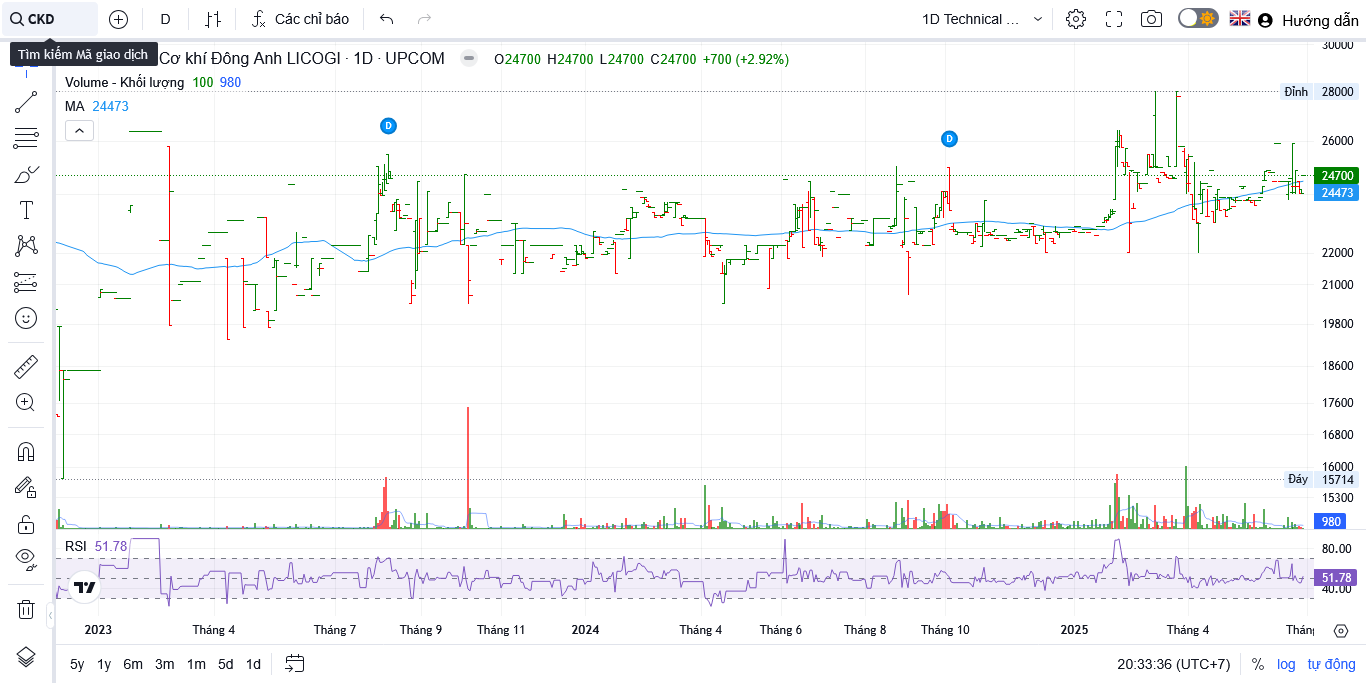 CKD
D
Các chỉ báo
1D Technical ...
Hướng dẫn
Tìm kiếm Mã giao dịch
Cơ khí Đông Anh LICOGI · 1D · UPCOM
O24700 H24700 L24700 C24700 +700 (+2.92%)
Volume - Khối lượng 100 980
MA 24473
D
D
30000
Đỉnh 28000
26000
24700
24473
22000
21000
19800
18600
17600
16800
16000
Đáy 15714
15300
980
RSI 51.78
80.00
51.78
40.00
2023
Tháng 4
Tháng 7
Tháng 9
Tháng 11
2024
Tháng 4
Tháng 6
Tháng 8
Tháng 10
2025
Tháng 4
Thán
5y 1y 6m 3m 1m 5d 1d
20:33:36 (UTC+7)
%
log
tự động